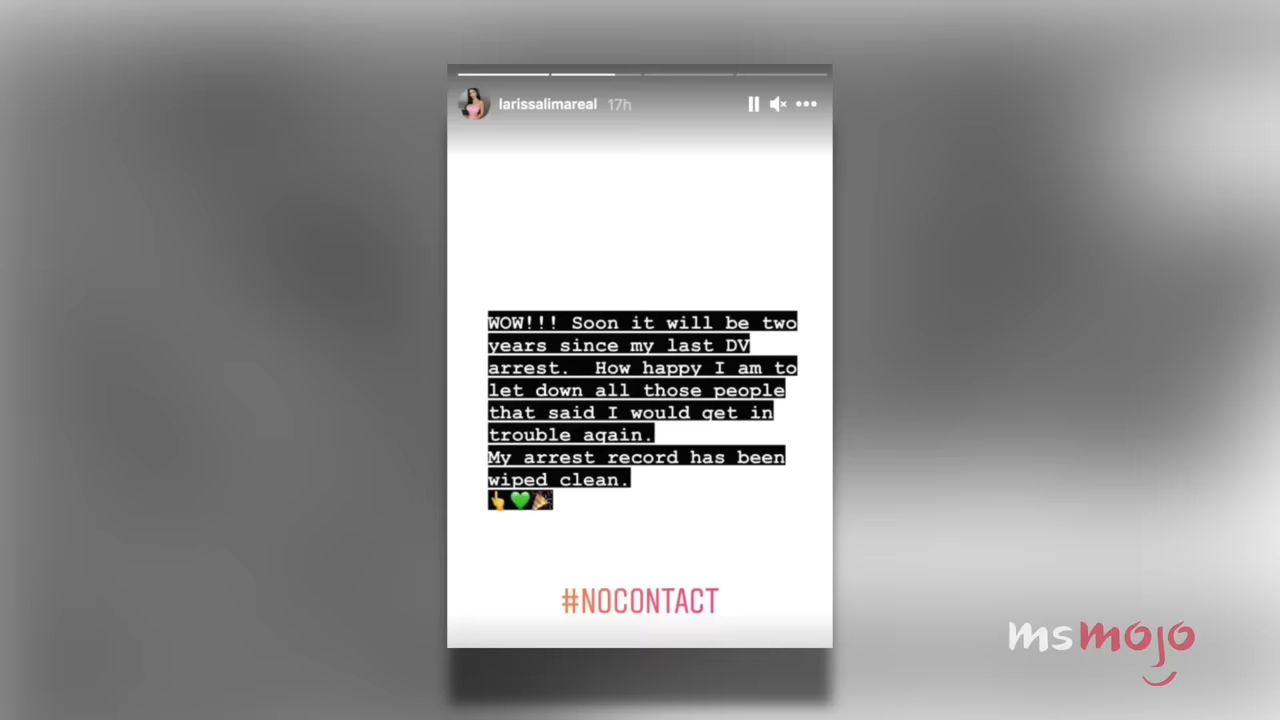 larissalimareal 17h
WOW!!! Soon it will be two
years since my last DV
arrest.  How happy I am to
let down all those people
that said I would get in
trouble again.
My arrest record has been
wiped clean.
👆💚🎉
#NOCONTACT
msmojo